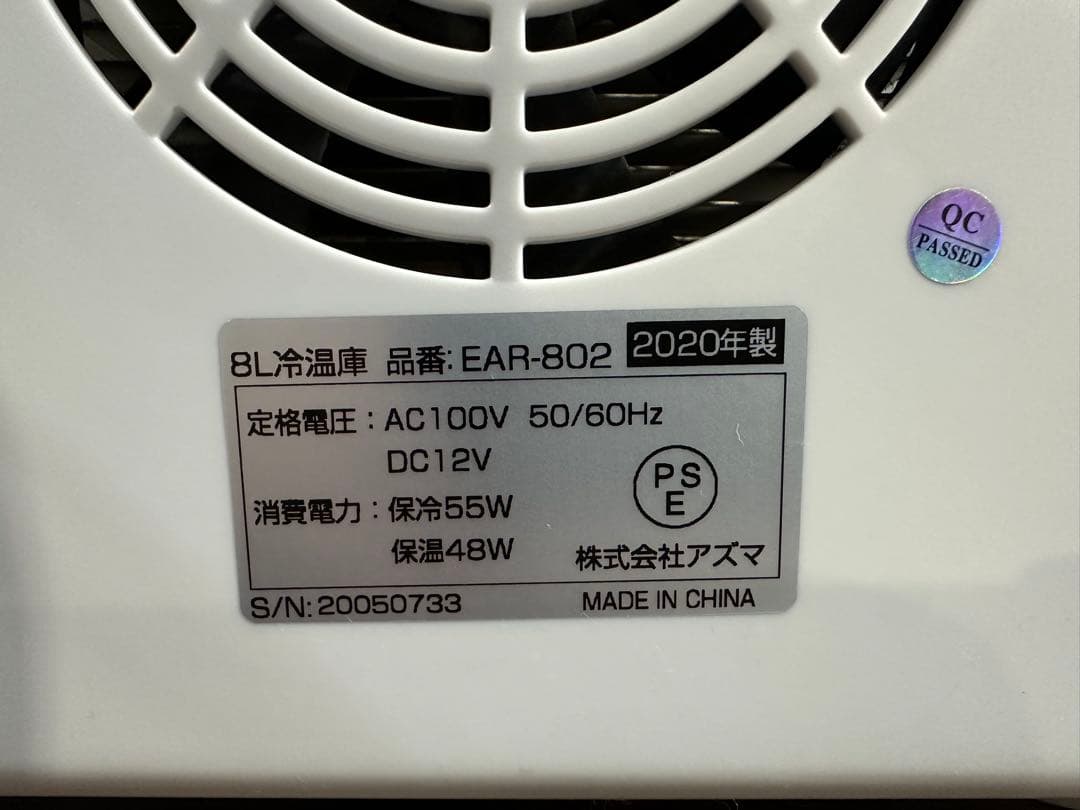 QC
PASSED
8L冷温庫 品番: EAR-802 2020年製
定格電圧：AC100V 50/60Hz
DC12V
PS
E
消費電力：保冷55W
保温48W
株式会社アズマ
S/N: 20050733 MADE IN CHINA